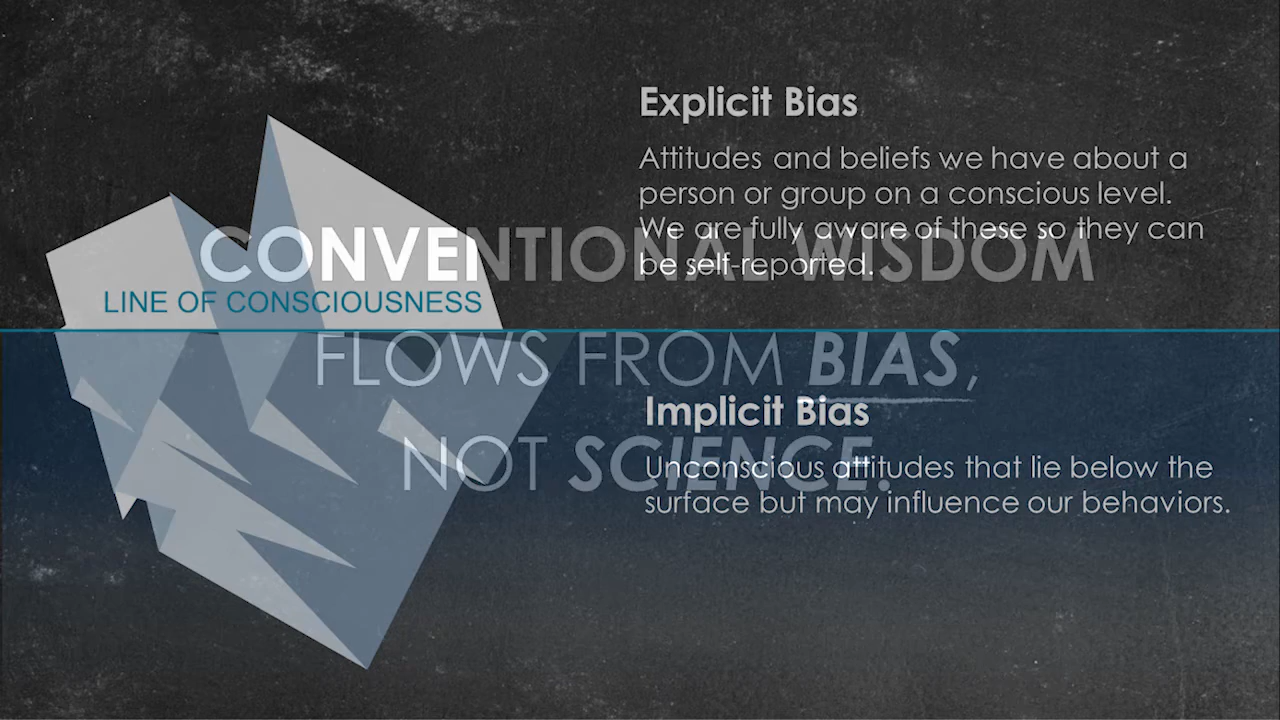 Explicit Bias
Attitudes and beliefs we have about a
person or group on a conscious level.
We are fully aware of these so they can
be self-reported.
CONVENTIONAL WISDOM
LINE OF CONSCIOUSNESS
FLOWS FROM BIAS,
NOT SCIENCE.
Implicit Bias
Unconscious attitudes that lie below the
surface but may influence our behaviors.